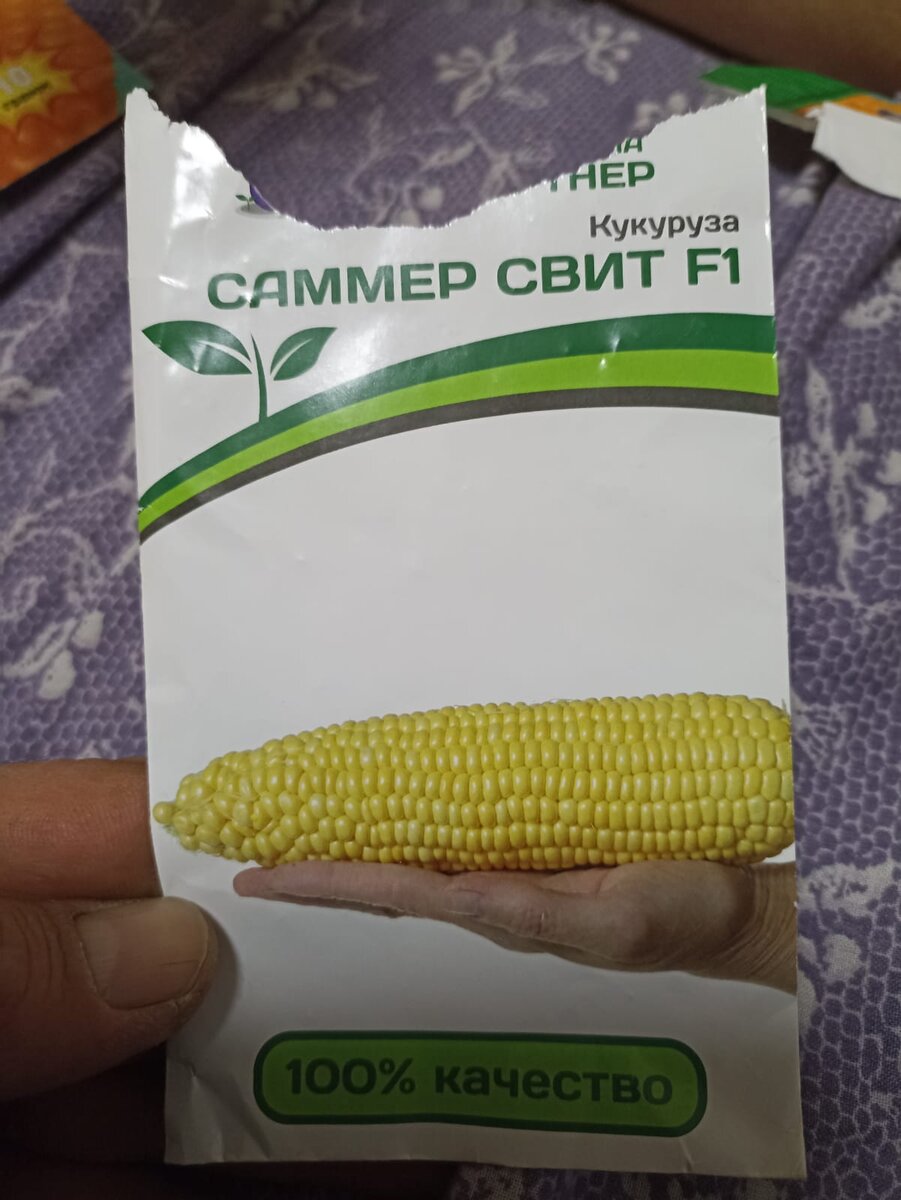 ТНЕР
Кукуруза
САММЕР СВИТ F1
100% качество